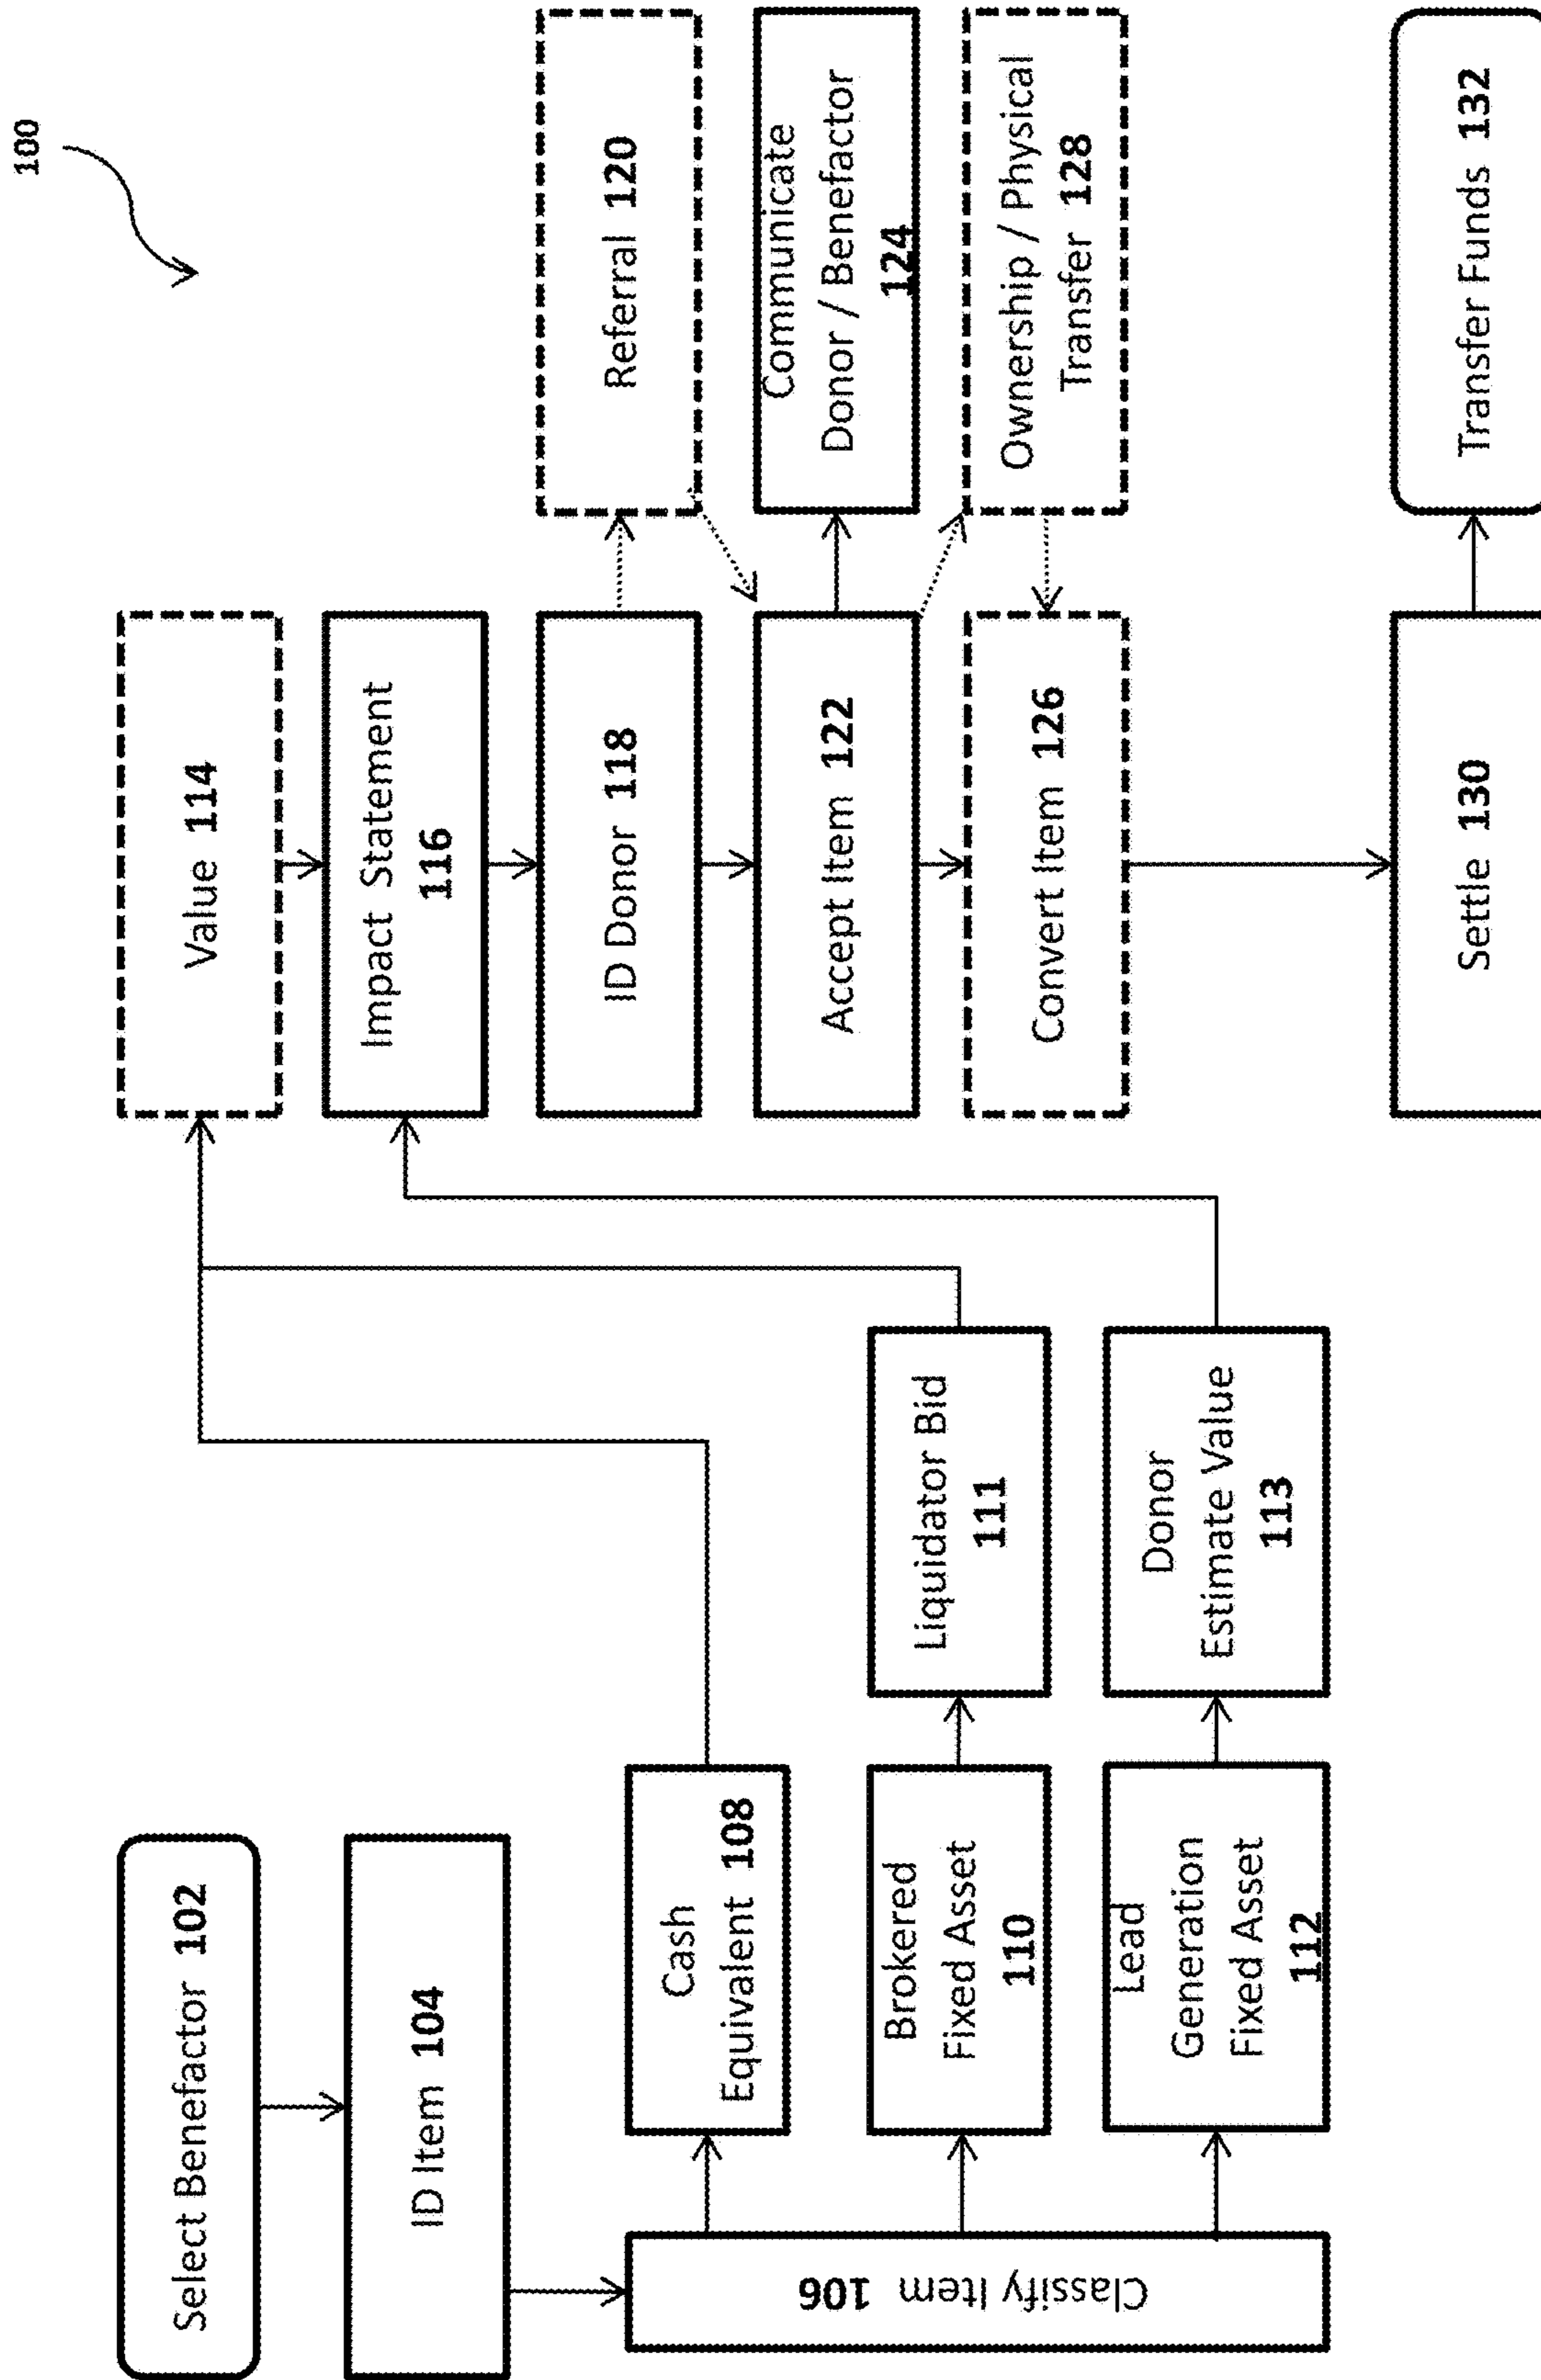 100
Select Benefactor 102
ID Item 104
Classify Item 106
Cash
Equivalent 108
Brokered
Fixed Asset
110
Lead
Generation
Fixed Asset
112
Liquidator Bid
111
Donor
Estimate Value
113
Value 114
Impact Statement
116
ID Donor 118
Referral 120
Accept Item 122
Communicate
Donor / Benefactor
124
Convert Item 126
Ownership / Physical
Transfer 128
Settle 130
Transfer Funds 132